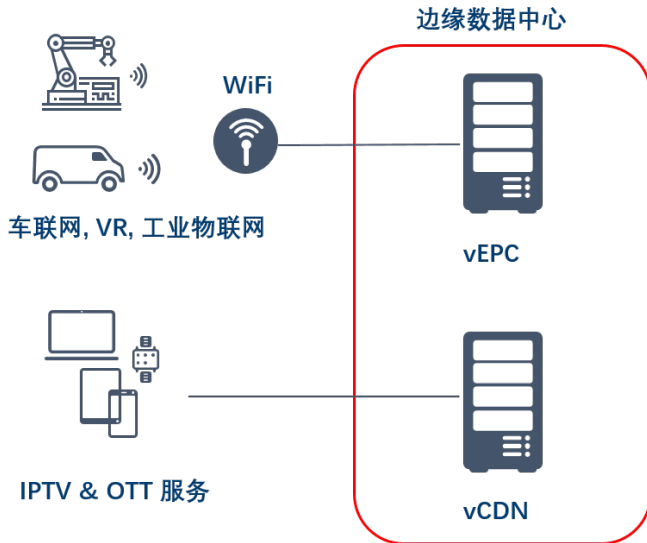 边缘数据中心
WiFi
车联网, VR, 工业物联网
vEPC
IPTV & OTT 服务
vCDN